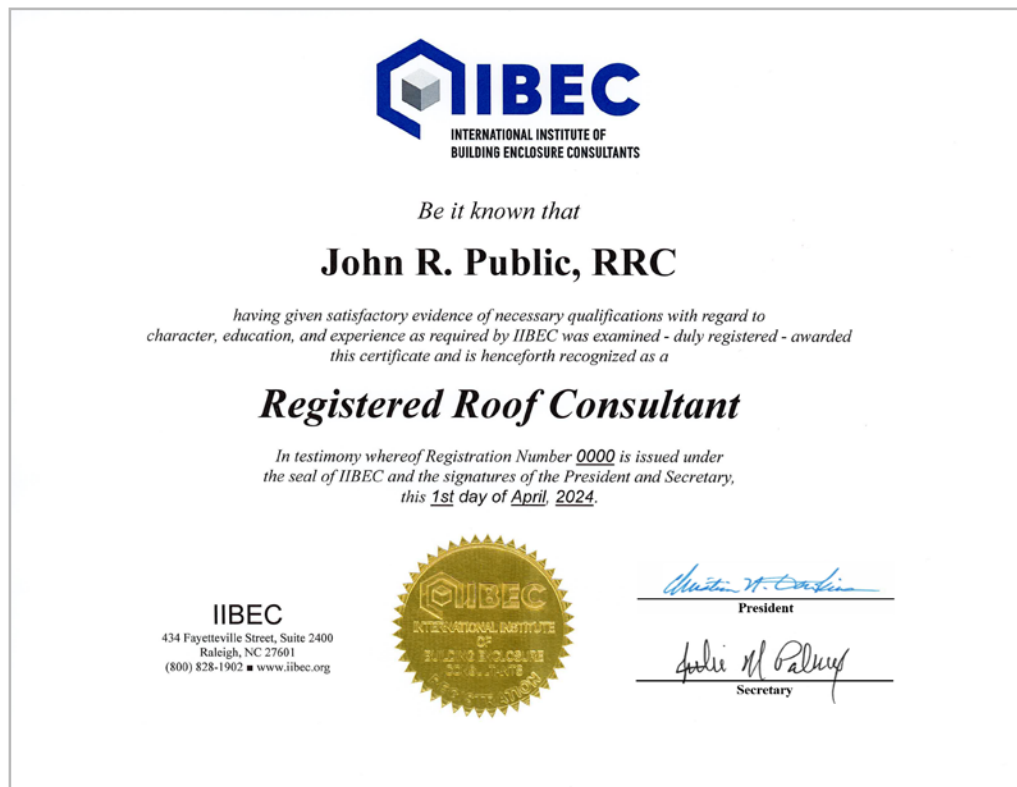 IIBEC
INTERNATIONAL INSTITUTE OF
BUILDING ENCLOSURE CONSULTANTS
Be it known that
John R. Public, RRC
having given satisfactory evidence of necessary qualifications with regard to
character, education, and experience as required by IIBEC was examined - duly registered - awarded
this certificate and is henceforth recognized as a
Registered Roof Consultant
In testimony whereof Registration Number 0000 is issued under
the seal of IIBEC and the signatures of the President and Secretary,
this 1st day of April, 2024.
IIBEC
434 Fayetteville Street, Suite 2400
Raleigh, NC 27601
(800) 828-1902 ■ www.iibec.org
IIBEC
INTERNATIONAL INSTITUTE
OF
BUILDING ENCLOSURE
CONSULTANTS
President
Julie M Palmer
Secretary